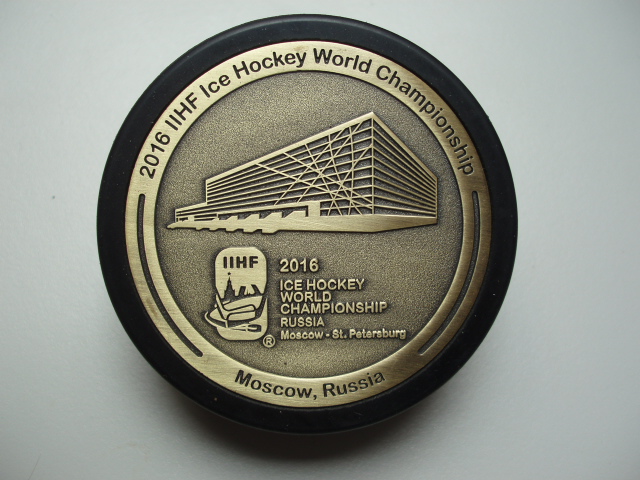 2016 IIHF Ice Hockey World Championship
IIHF
®
2016
ICE HOCKEY
WORLD
CHAMPIONSHIP
RUSSIA
Moscow - St. Petersburg
Moscow, Russia